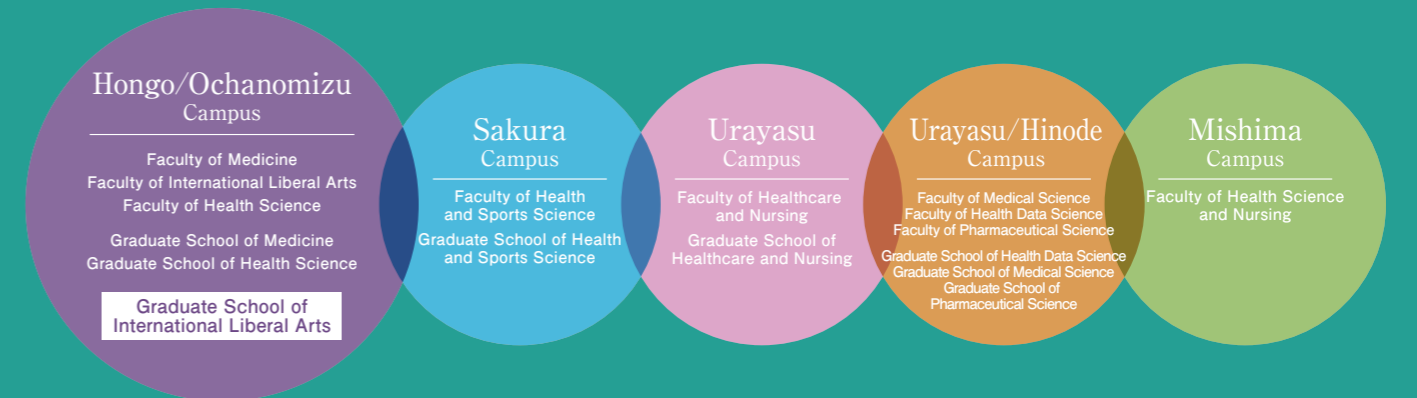 Hongo/Ochanomizu
Campus
Faculty of Medicine
Faculty of International Liberal Arts
Faculty of Health Science
Graduate School of Medicine
Graduate School of Health Science
Graduate School of
International Liberal Arts
Sakura
Campus
Faculty of Health
and Sports Science
Graduate School of Health
and Sports Science
Urayasu
Campus
Faculty of Healthcare
and Nursing
Graduate School of
Healthcare and Nursing
Urayasu/Hinode
Campus
Faculty of Medical Science
Faculty of Health Data Science
Faculty of Pharmaceutical Science
Graduate School of Health Data Science
Graduate School of Medical Science
Graduate School of
Pharmaceutical Science
Mishima
Campus
Faculty of Health Science
and Nursing